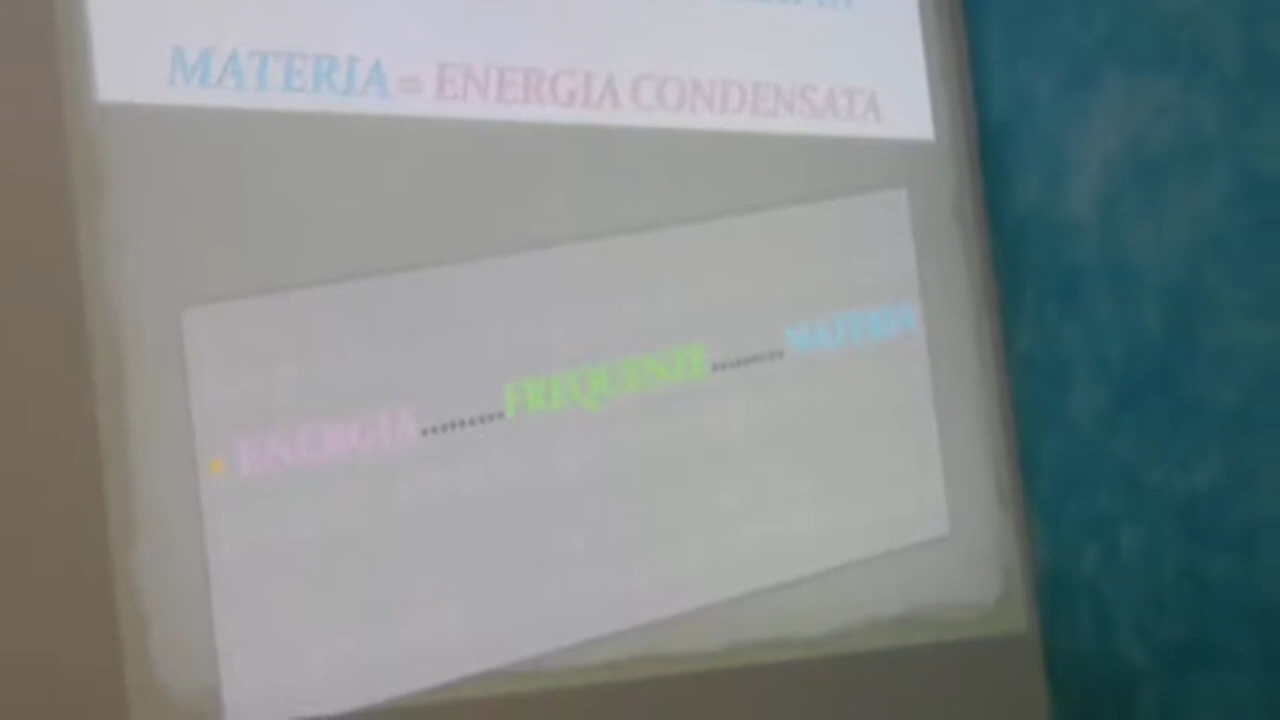 MATERIA = ENERGIA CONDENSATA
• ENERGIA.........FREQUENZE.........MATERIA